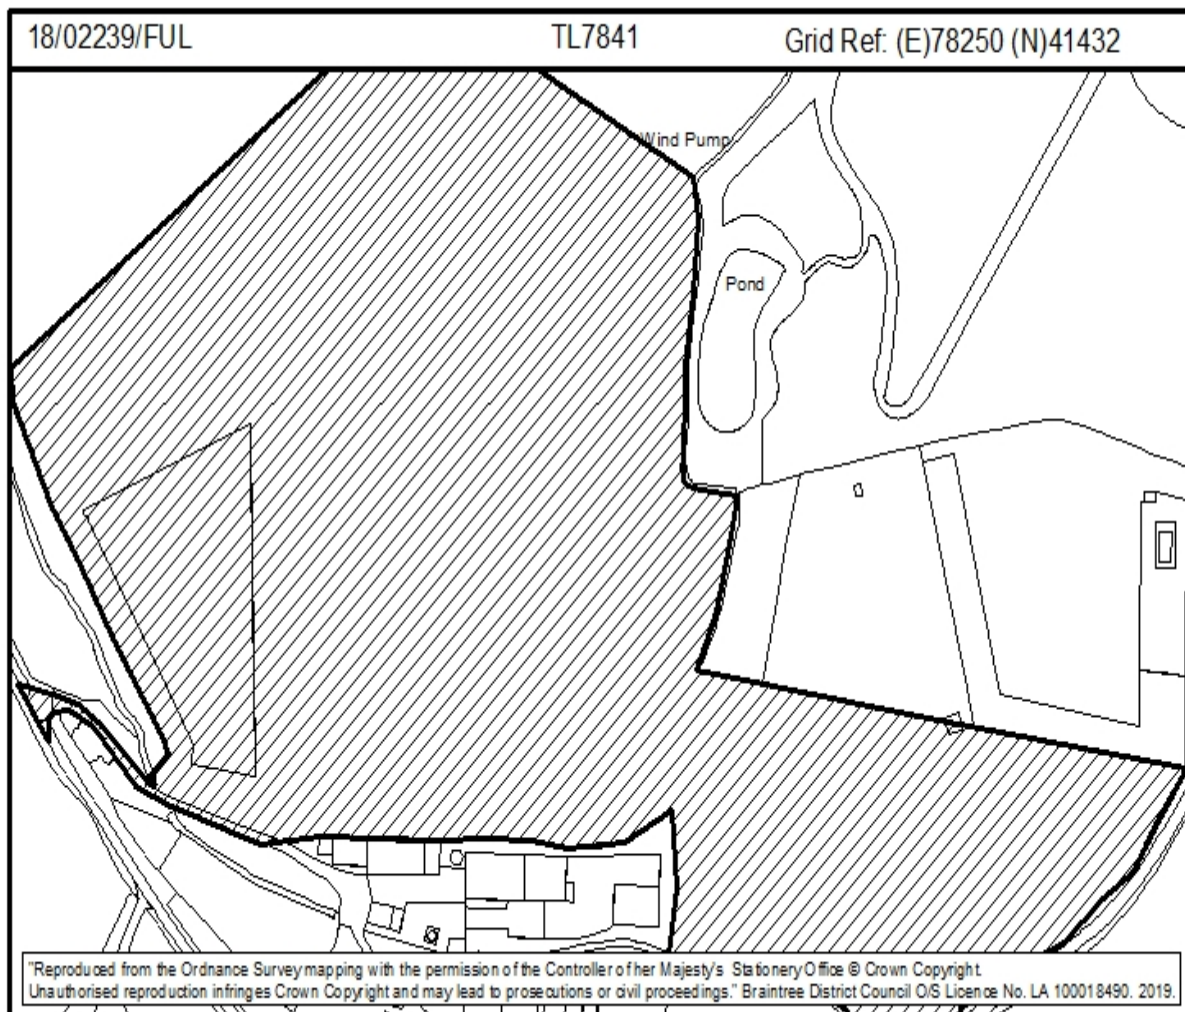 18/02239/FUL TL7841 Grid Ref: (E)78250 (N)41432
Wind Pump
Pond
"Reproduced from the Ordnance Survey mapping with the permission of the Controller of her Majesty's Stationery Office © Crown Copyright.
Unauthorised reproduction infringes Crown Copyright and may lead to prosecutions or civil proceedings." Braintree District Council O/S Licence No. LA 100018490. 2019.